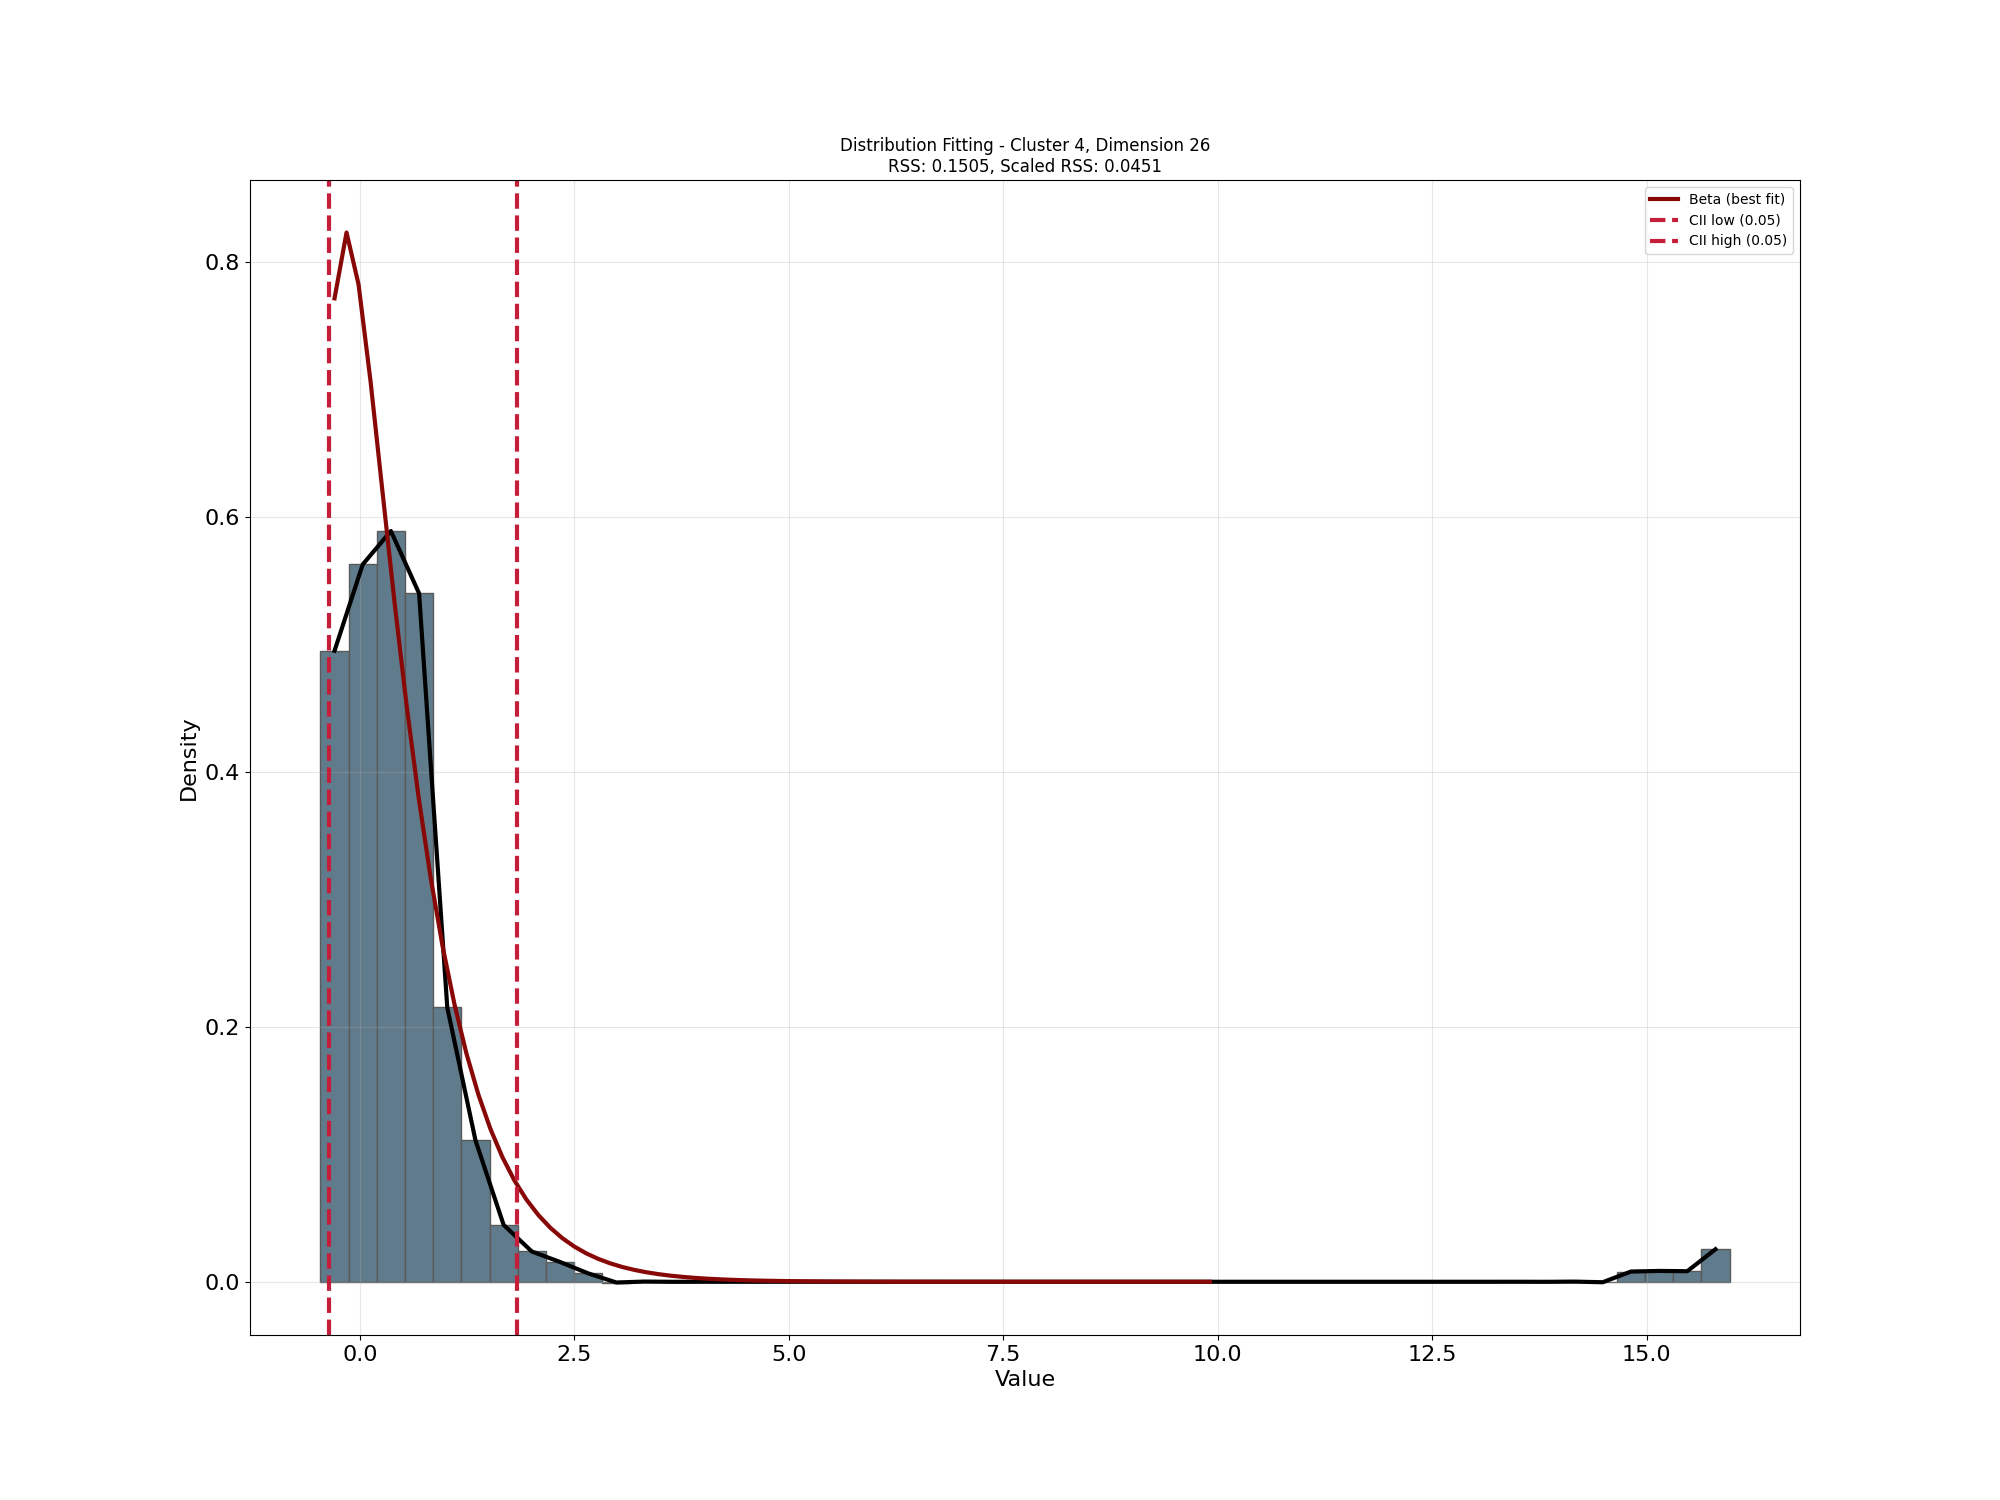 Distribution Fitting - Cluster 4, Dimension 26
RSS: 0.1505, Scaled RSS: 0.0451
Beta (best fit)
CII low (0.05)
CII high (0.05)
Density
0.8
0.6
0.4
0.2
0.0
0.0 2.5 5.0 7.5 10.0 12.5 15.0
Value